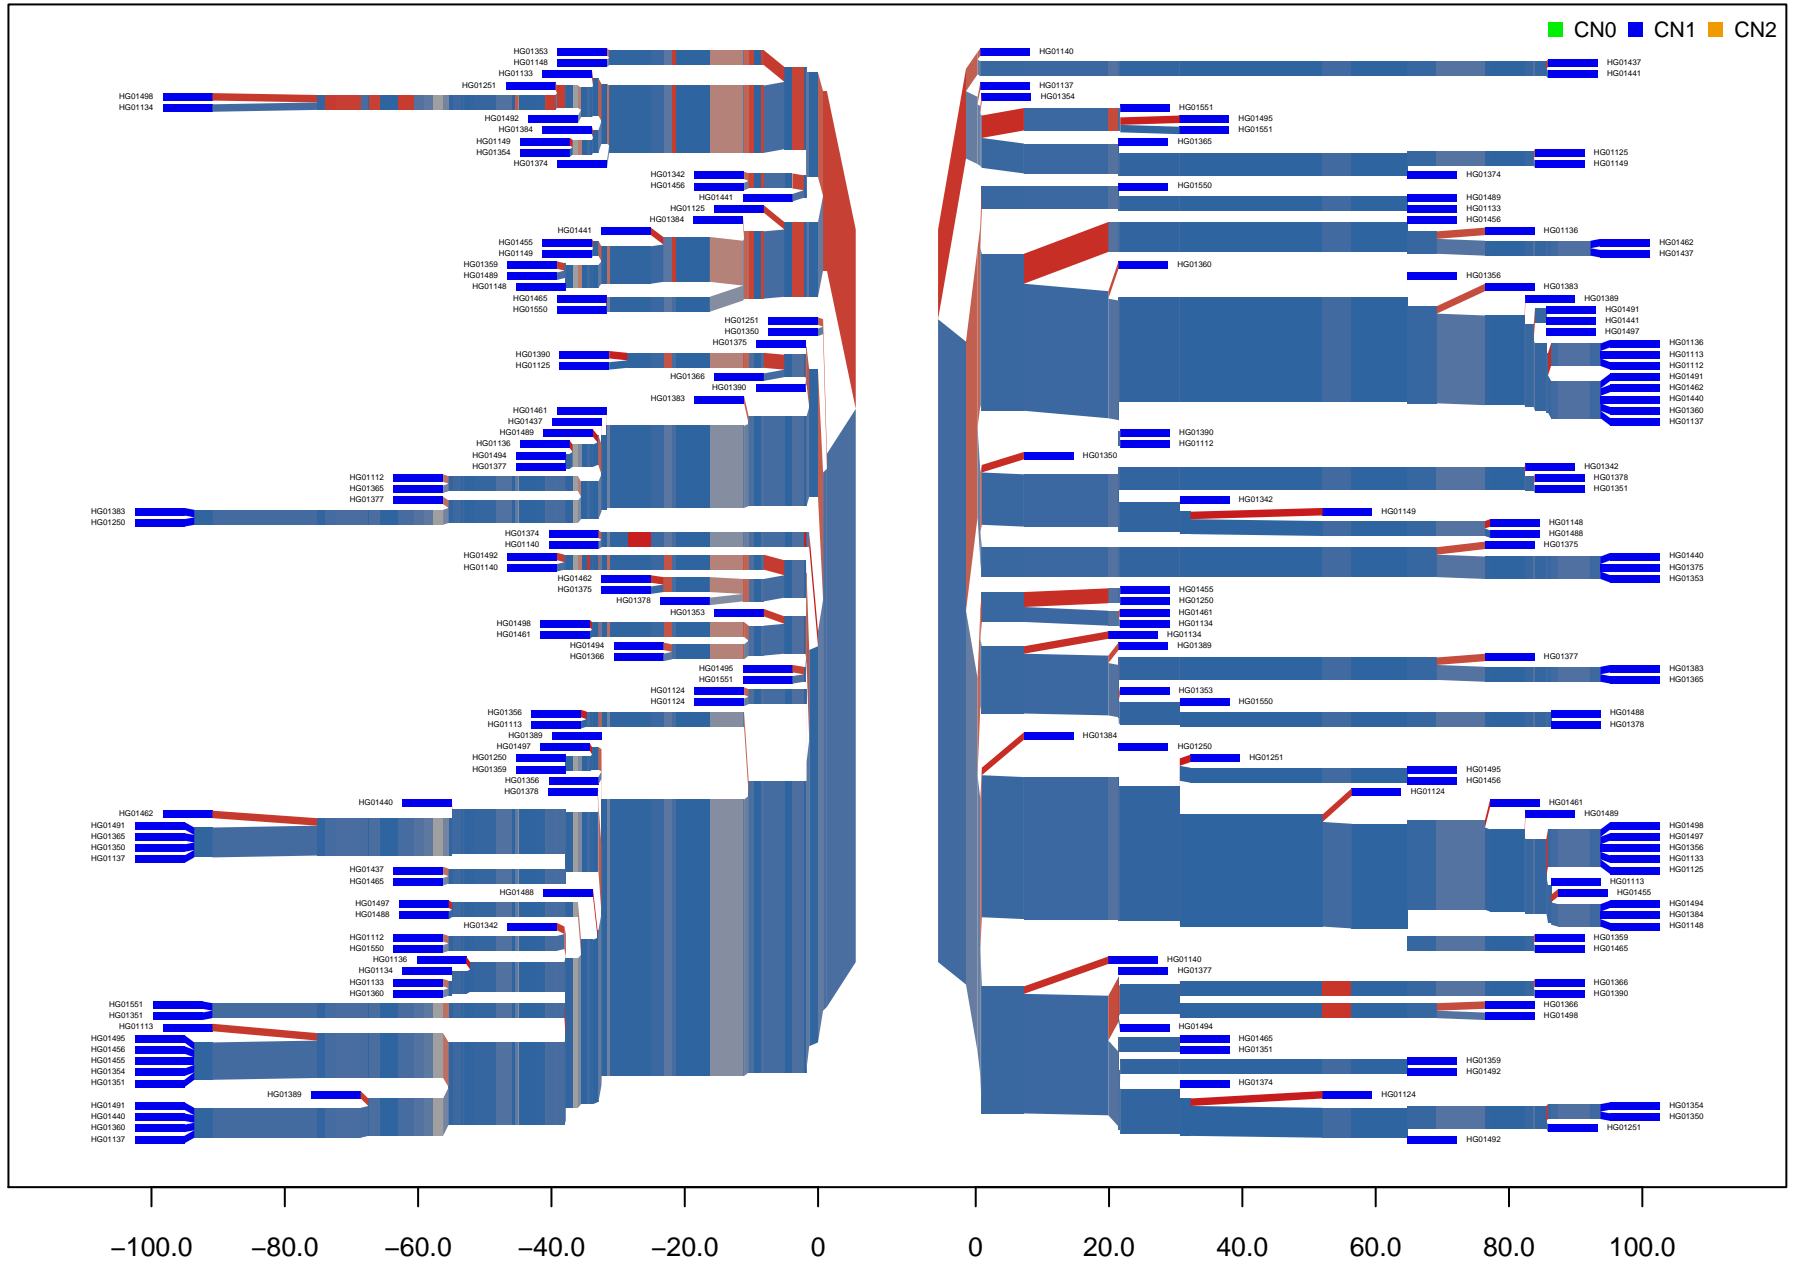 CN0 CN1 CN2
HG01353
HG01148
HG01133
HG01251
HG01498
HG01134
HG01492
HG01384
HG01149
HG01354
HG01374
HG01342
HG01456
HG01441
HG01125
HG01384
HG01441
HG01455
HG01149
HG01359
HG01489
HG01148
HG01465
HG01550
HG01251
HG01350
HG01375
HG01390
HG01125
HG01366
HG01390
HG01383
HG01461
HG01437
HG01489
HG01136
HG01494
HG01377
HG01112
HG01365
HG01377
HG01383
HG01250
HG01374
HG01140
HG01492
HG01140
HG01462
HG01375
HG01378
HG01353
HG01498
HG01461
HG01494
HG01366
HG01495
HG01551
HG01124
HG01124
HG01356
HG01113
HG01389
HG01497
HG01250
HG01359
HG01356
HG01378
HG01440
HG01462
HG01491
HG01365
HG01350
HG01137
HG01437
HG01465
HG01488
HG01497
HG01488
HG01342
HG01112
HG01550
HG01136
HG01134
HG01133
HG01360
HG01551
HG01351
HG01113
HG01495
HG01456
HG01455
HG01354
HG01351
HG01389
HG01491
HG01440
HG01360
HG01137
HG01140
HG01437
HG01441
HG01137
HG01354
HG01551
HG01495
HG01551
HG01365
HG01125
HG01149
HG01374
HG01550
HG01489
HG01133
HG01456
HG01136
HG01462
HG01437
HG01360
HG01356
HG01383
HG01389
HG01491
HG01441
HG01497
HG01136
HG01113
HG01112
HG01491
HG01462
HG01440
HG01360
HG01137
HG01390
HG01112
HG01350
HG01342
HG01378
HG01351
HG01342
HG01149
HG01148
HG01488
HG01375
HG01440
HG01375
HG01353
HG01455
HG01250
HG01461
HG01134
HG01134
HG01389
HG01377
HG01383
HG01365
HG01353
HG01550
HG01488
HG01378
HG01384
HG01250
HG01251
HG01495
HG01456
HG01124
HG01461
HG01489
HG01498
HG01497
HG01356
HG01133
HG01125
HG01113
HG01455
HG01494
HG01384
HG01148
HG01359
HG01465
HG01140
HG01377
HG01366
HG01390
HG01366
HG01498
HG01494
HG01465
HG01351
HG01359
HG01492
HG01374
HG01124
HG01354
HG01350
HG01251
HG01492
−100.0 −80.0 −60.0 −40.0 −20.0 0 0 20.0 40.0 60.0 80.0 100.0